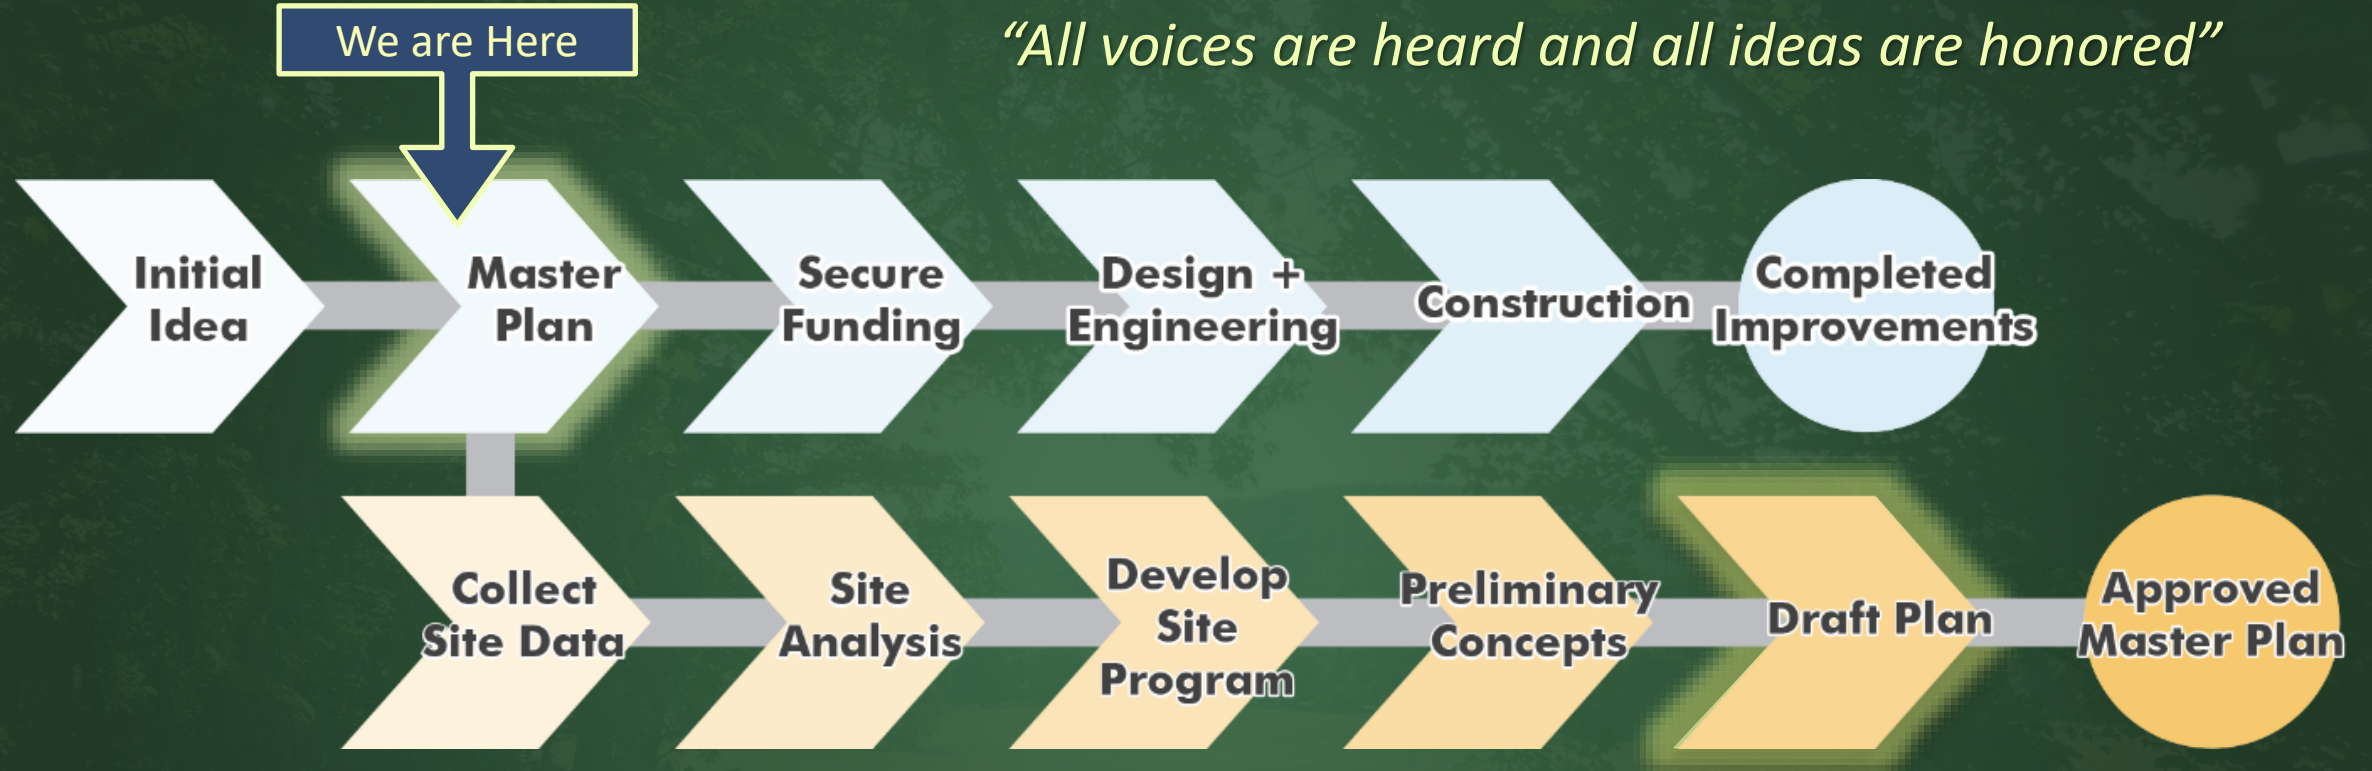 We are Here
“All voices are heard and all ideas are honored”
Initial
Idea
Master
Plan
Secure
Funding
Design +
Engineering
Construction
Completed
Improvements
Collect
Site Data
Site
Analysis
Develop
Site
Program
Preliminary
Concepts
Draft Plan
Approved
Master Plan